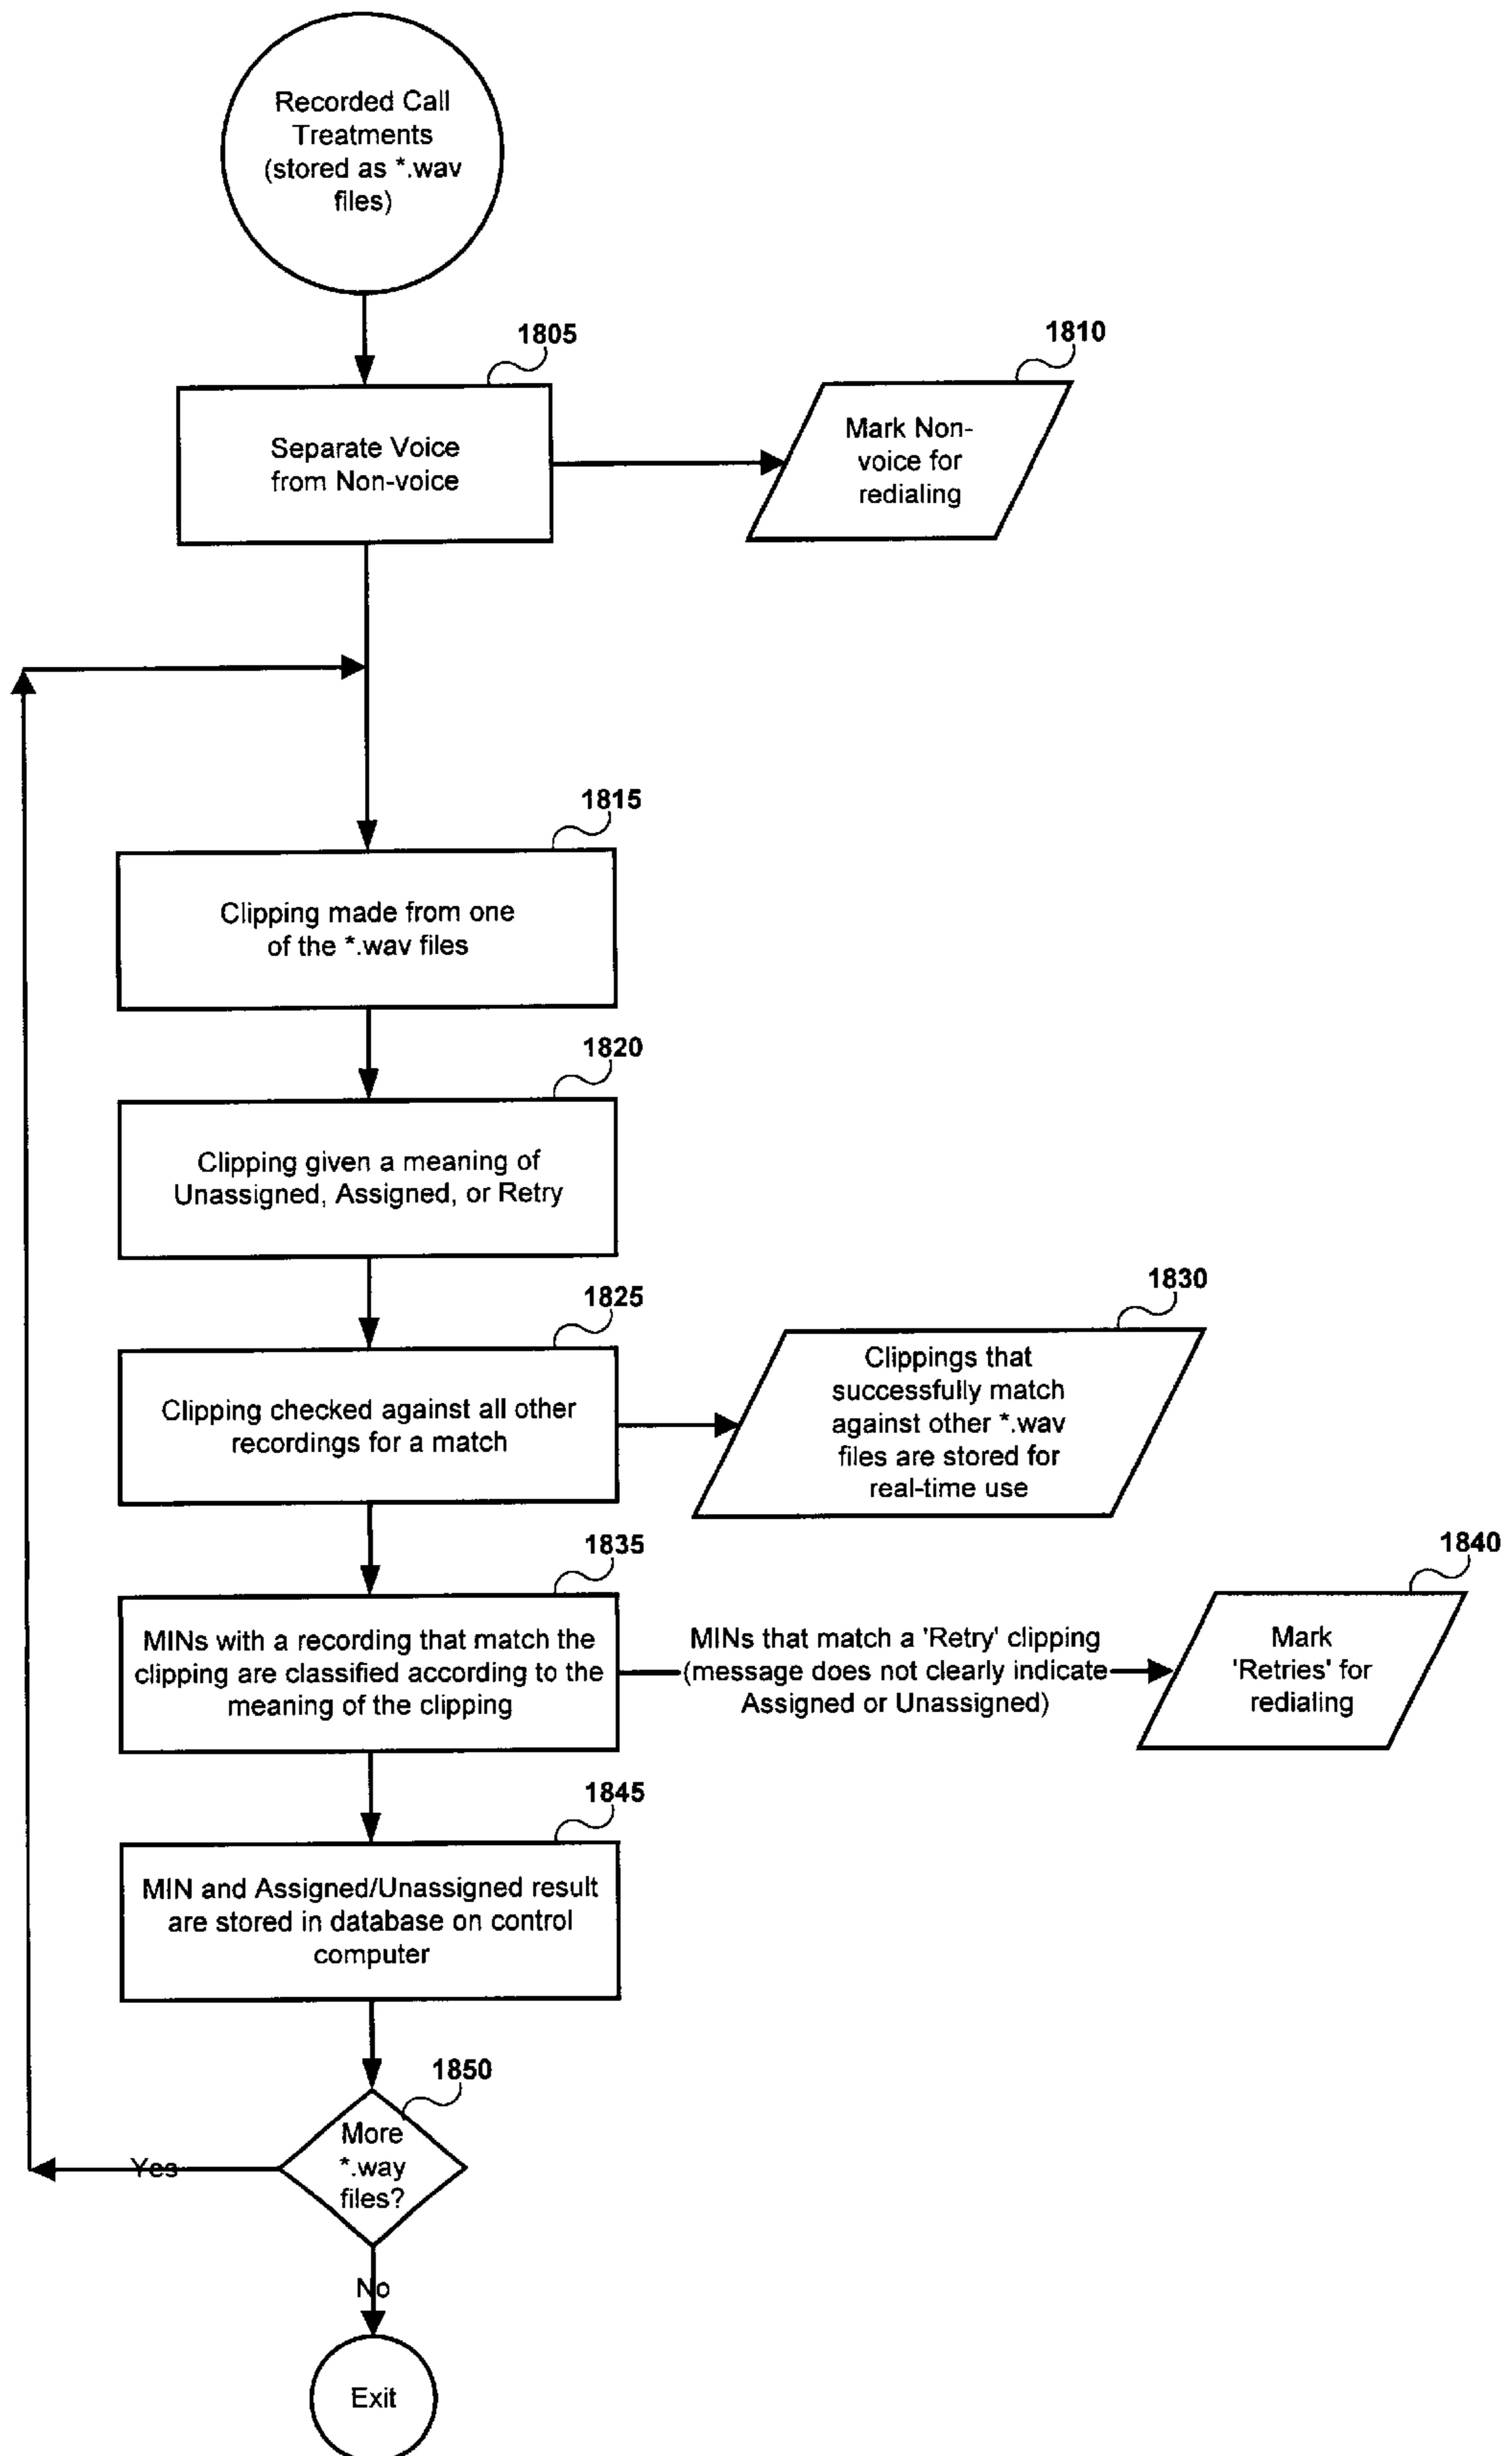 Recorded Call
Treatments
(stored as *.wav
files)
1805
1810
Separate Voice
from Non-voice
Mark Non-
voice for
redialing
1815
Clipping made from one
of the *.wav files
1820
Clipping given a meaning of
Unassigned, Assigned, or Retry
1825
1830
Clipping checked against all other
recordings for a match
Clippings that
successfully match
against other *.wav
files are stored for
real-time use
1835
1840
MINs with a recording that match the
clipping are classified according to the
meaning of the clipping
MINs that match a 'Retry' clipping
(message does not clearly indicate
Assigned or Unassigned)
Mark
'Retries' for
redialing
1845
MIN and Assigned/Unassigned result
are stored in database on control
computer
1850
More
*.way
files?
Yes
No
Exit